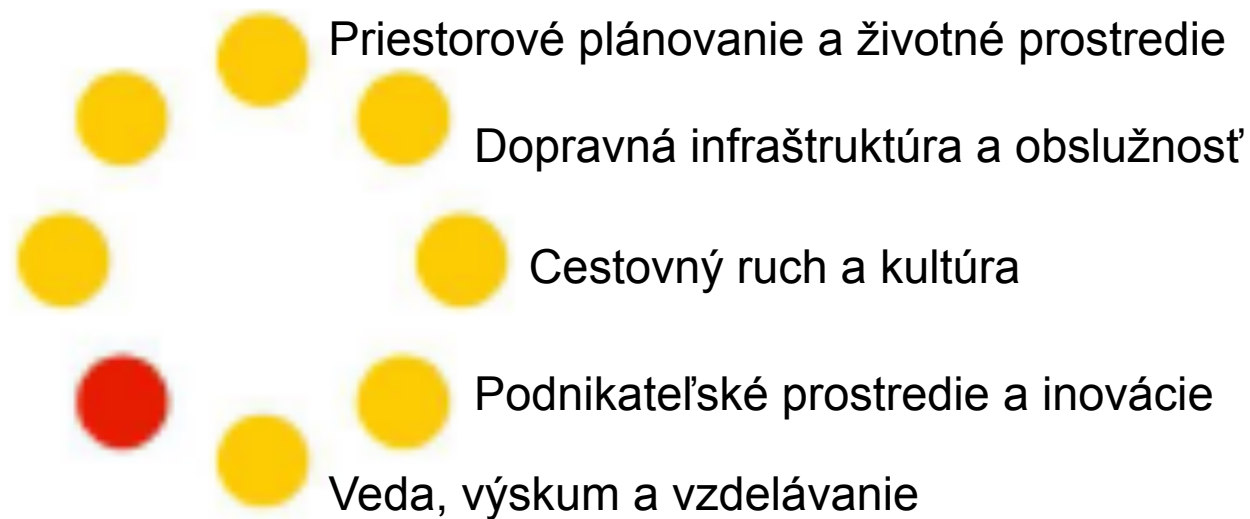 Priestorové plánovanie a životné prostredie
Dopravná infraštruktúra a obslužnosť
Cestovný ruch a kultúra
Podnikateľské prostredie a inovácie
Veda, výskum a vzdelávanie